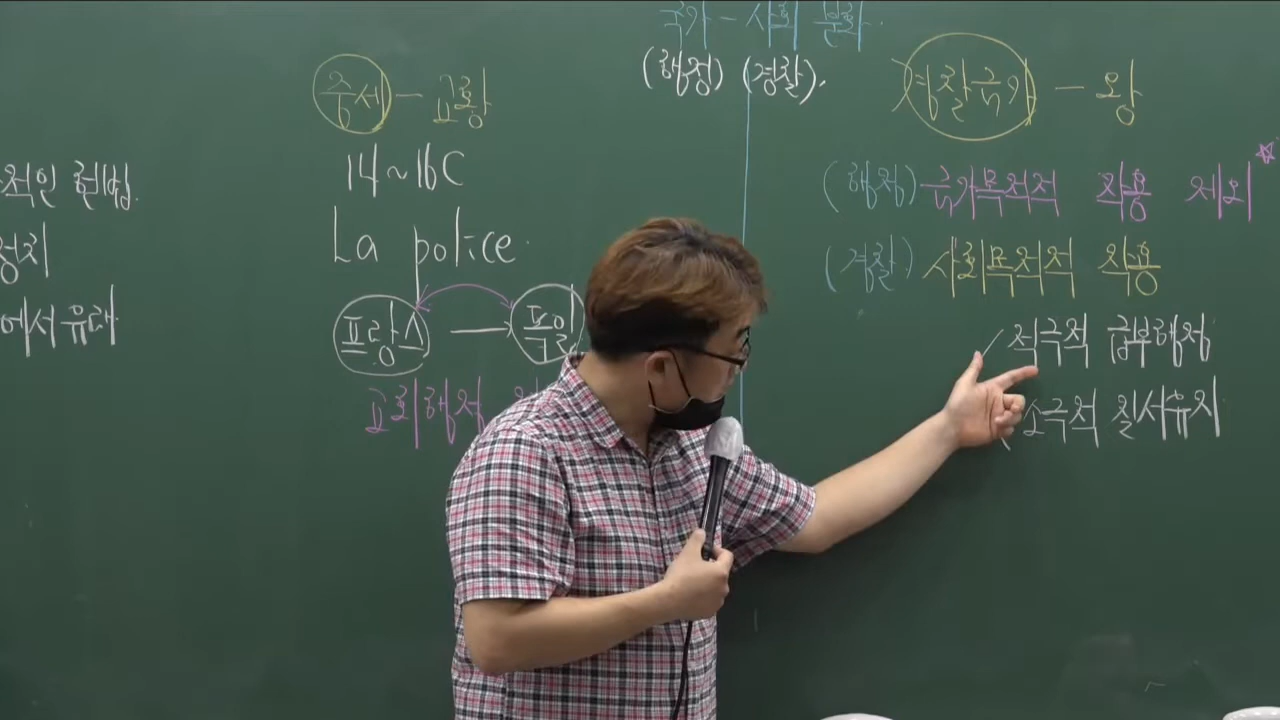 적인 헌법.
정치
에서 유래
중세 - 교황
14~16C
La police.
프랑스 — 독일
교회행정
국가 - 사회 분화.
(행정) (경찰).
경찰국가 - 왕
(행정) 국가목적적 작용 제외 ☆
(경찰) 사회목적적 작용
적극적 급부행정
소극적 질서유지